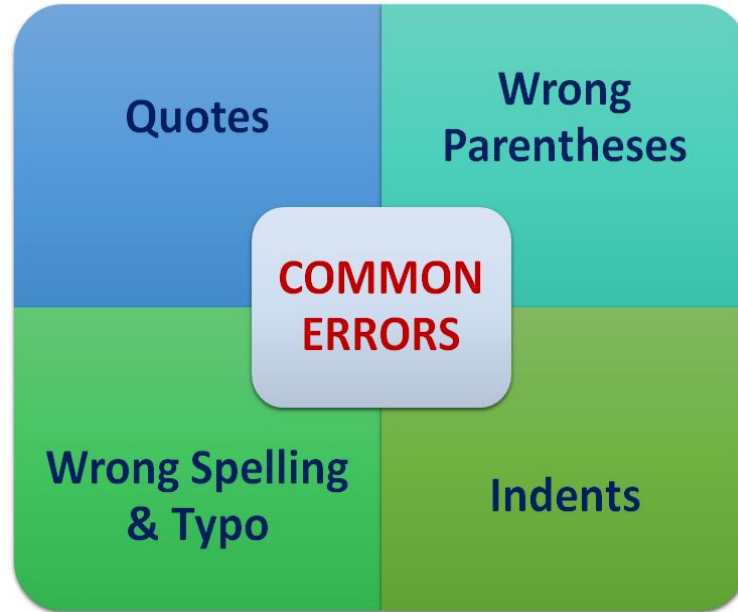 Quotes
Wrong
Parentheses
COMMON
ERRORS
Wrong Spelling
& Typo
Indents